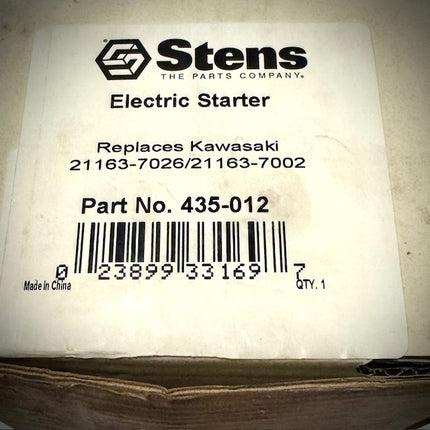 Stens
THE PARTS COMPANY®
Electric Starter
Replaces Kawasaki
21163-7026/21163-7002
Part No. 435-012
0 23899 33169 7
Made in China
QTY. 1